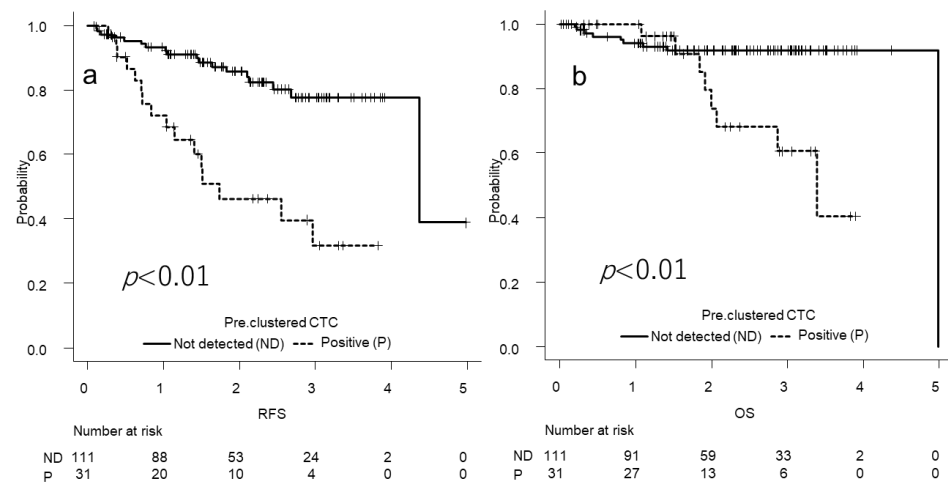 a
1.0
0.8
0.6
0.4
0.2
0.0
Probability
p<0.01
Pre.clustered CTC
Not detected (ND) Positive (P)
0 1 2 3 4 5
RFS
Number at risk
ND 111 88 53 24 2 0
P 31 20 10 4 0 0
b
1.0
0.8
0.6
0.4
0.2
0.0
Probability
p<0.01
Pre.clustered CTC
Not detected (ND) Positive (P)
0 1 2 3 4 5
OS
Number at risk
ND 111 91 59 33 2 0
P 31 27 13 6 0 0